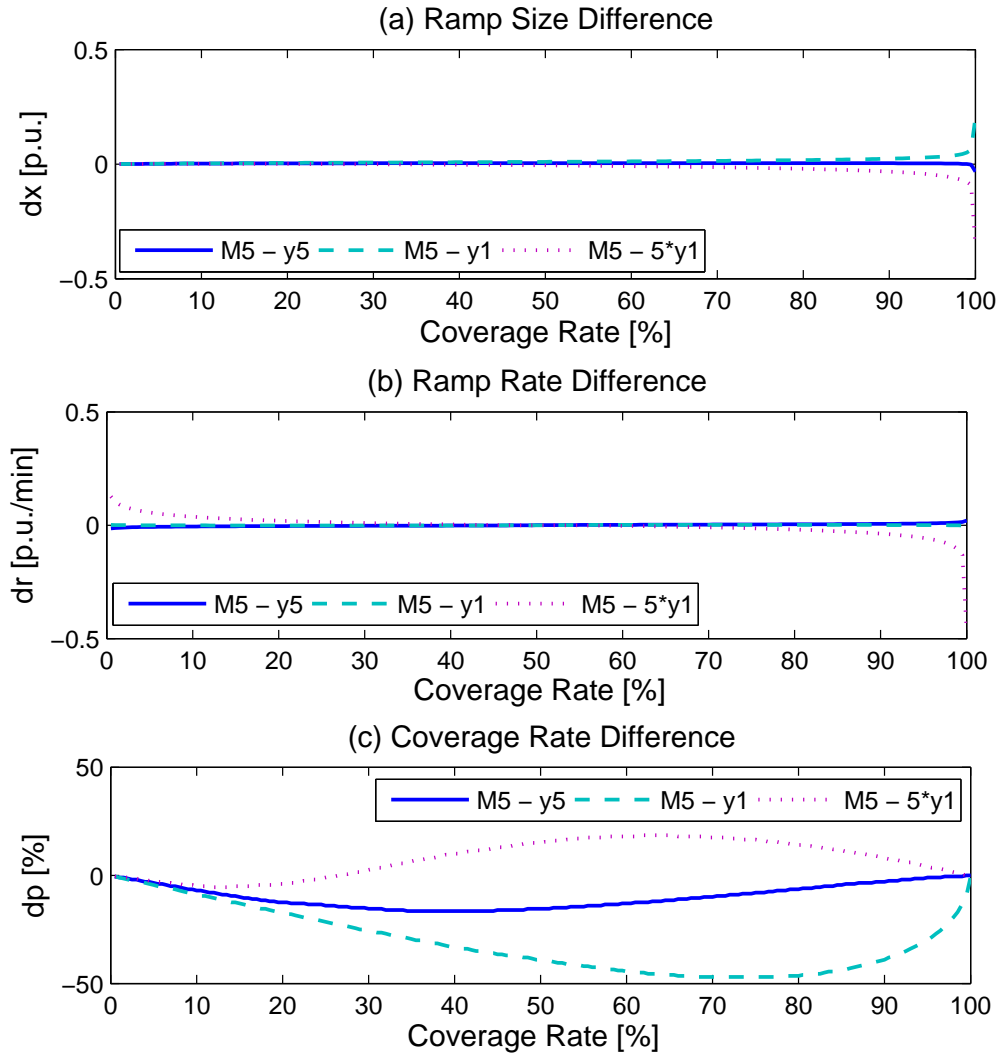 (a) Ramp Size Difference
0.5
0
−0.5
dx [p.u.]
M5 − y5 M5 − y1 M5 − 5*y1
0 10 20 30 40 50 60 70 80 90 100
Coverage Rate [%]
(b) Ramp Rate Difference
0.5
0
−0.5
dr [p.u./min]
M5 − y5 M5 − y1 M5 − 5*y1
0 10 20 30 40 50 60 70 80 90 100
Coverage Rate [%]
(c) Coverage Rate Difference
50
0
−50
dp [%]
M5 − y5 M5 − y1 M5 − 5*y1
0 10 20 30 40 50 60 70 80 90 100
Coverage Rate [%]